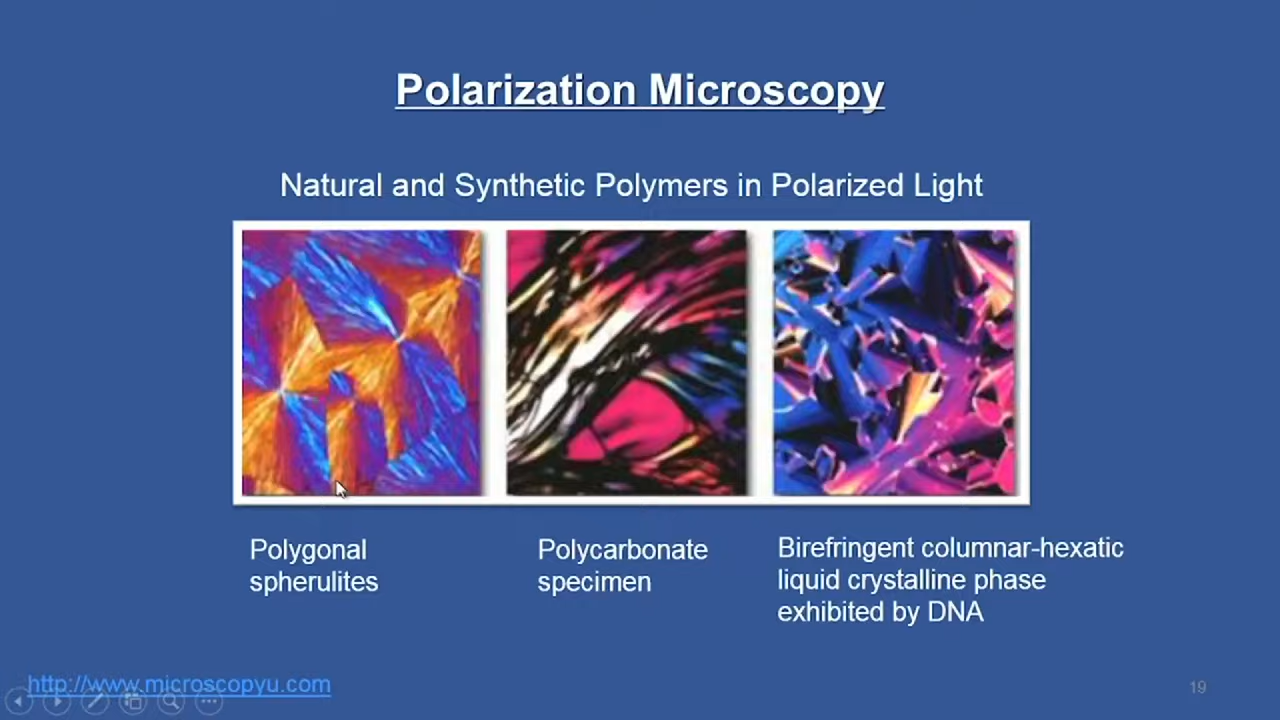 Polarization Microscopy
Natural and Synthetic Polymers in Polarized Light
Polygonal
spherulites
Polycarbonate
specimen
Birefringent columnar-hexatic
liquid crystalline phase
exhibited by DNA
http://www.microscopyu.com
19